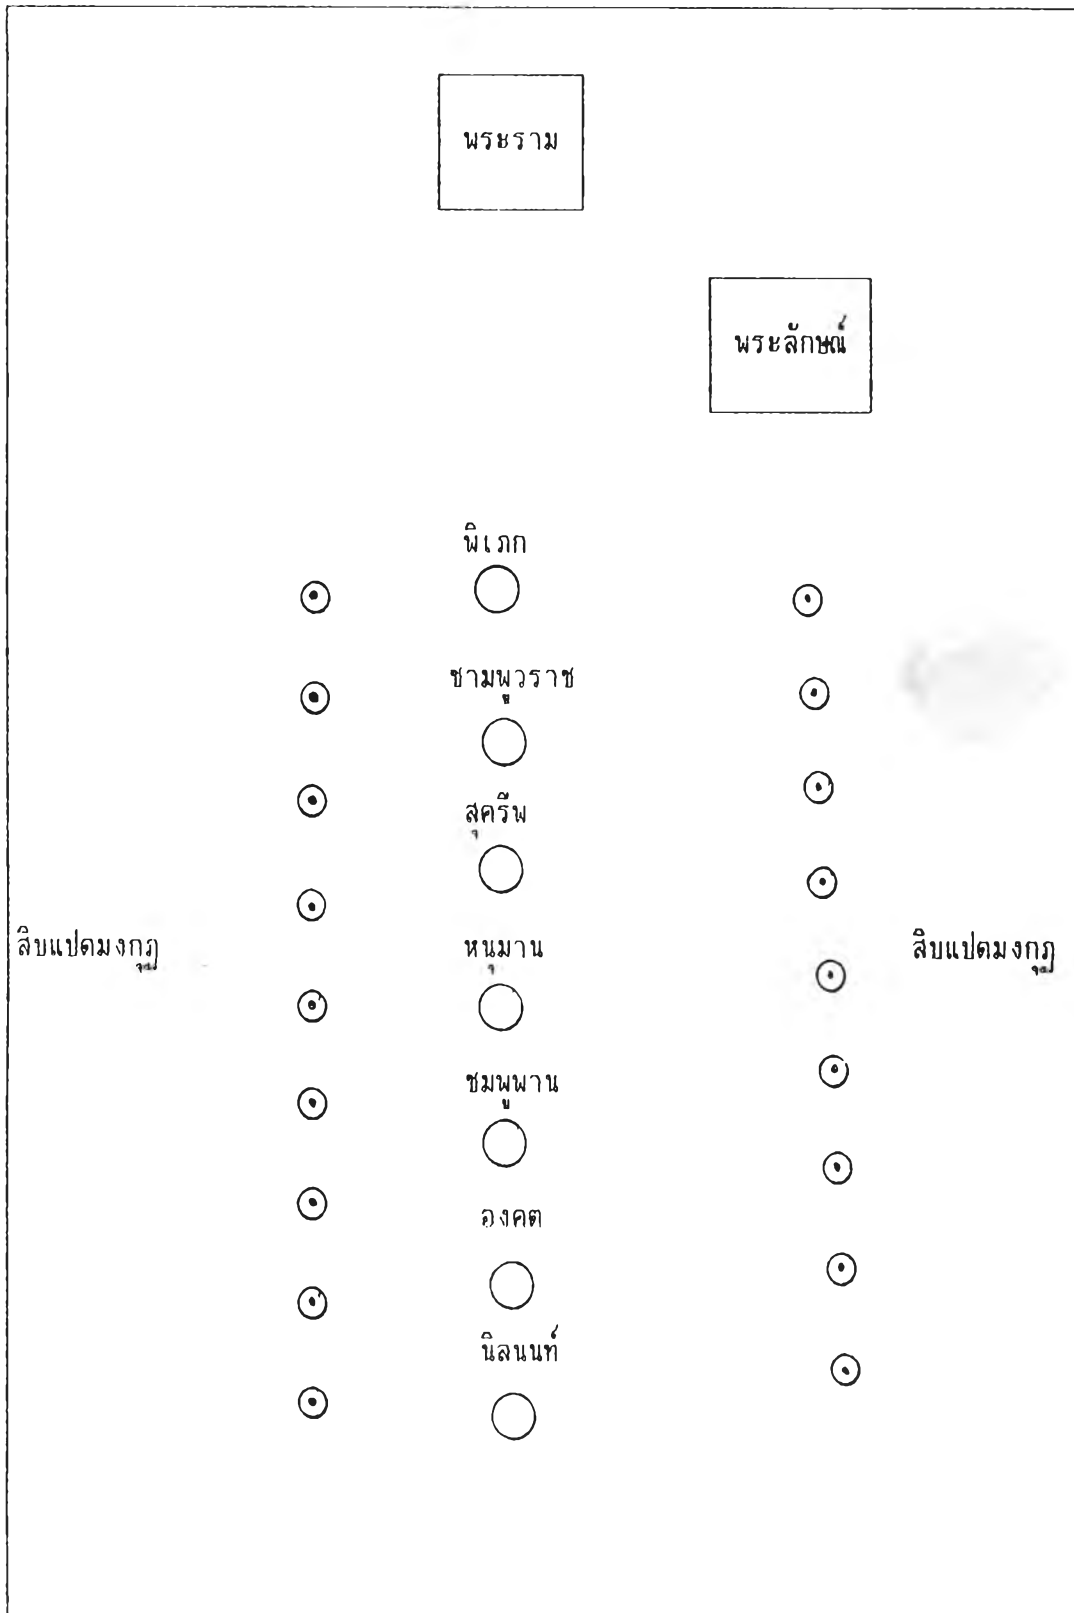 พระราม
พระลักษณ์
พิเภก
ชามพูวราช
สุครีพ
สิบแปดมงกุฎ
หนุมาน
สิบแปดมงกุฎ
ชมพูพาน
องคต
นิลนนท์